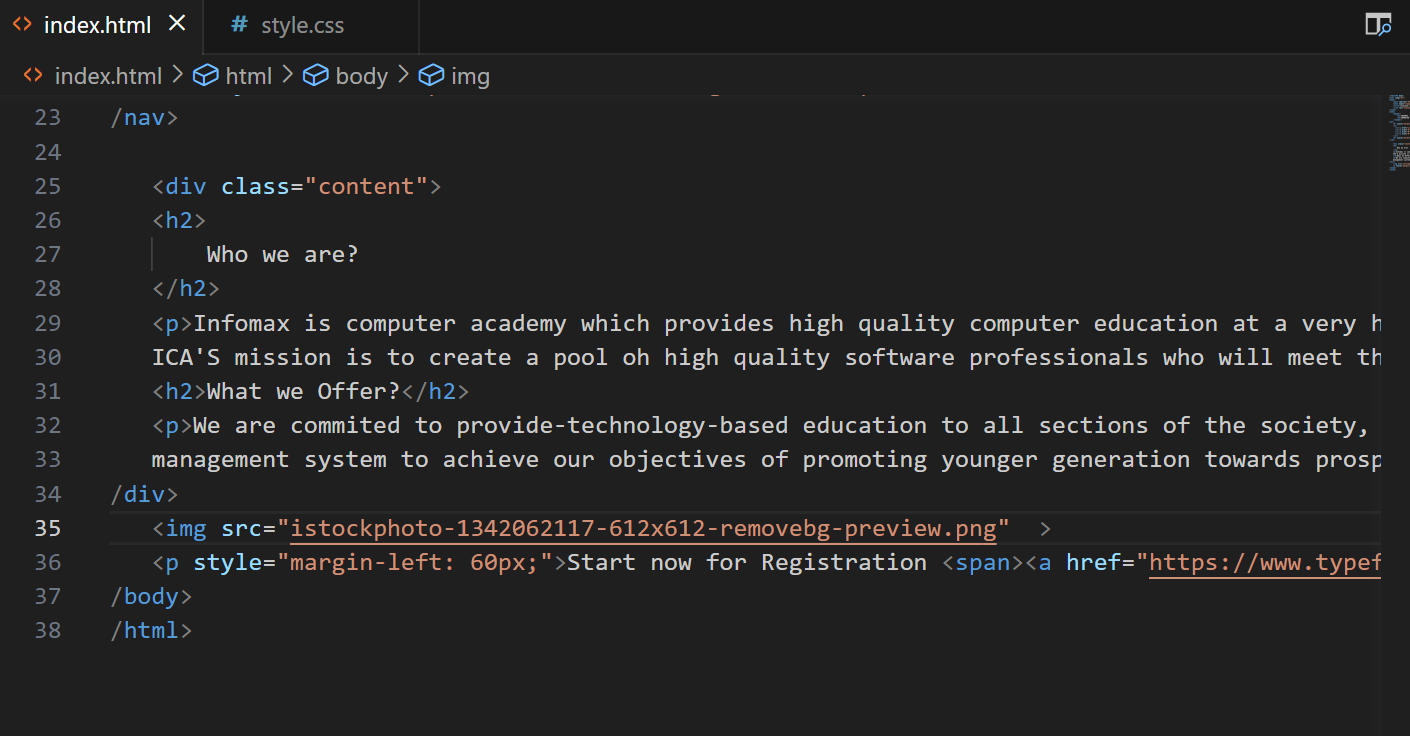 index.html
# style.css
index.html > html > body > img
23 /nav>
24
25 <div class="content">
26 <h2>
27 Who we are?
28 </h2>
29 <p>Infomax is computer academy which provides high quality computer education at a very h
30 ICA'S mission is to create a pool oh high quality software professionals who will meet th
31 <h2>What we Offer?</h2>
32 <p>We are commited to provide-technology-based education to all sections of the society,
33 management system to achieve our objectives of promoting younger generation towards prosp
34 /div>
35 <img src="istockphoto-1342062117-612x612-removebg-preview.png"  >
36 <p style="margin-left: 60px;">Start now for Registration <span><a href="https://www.typef
37 /body>
38 /html>